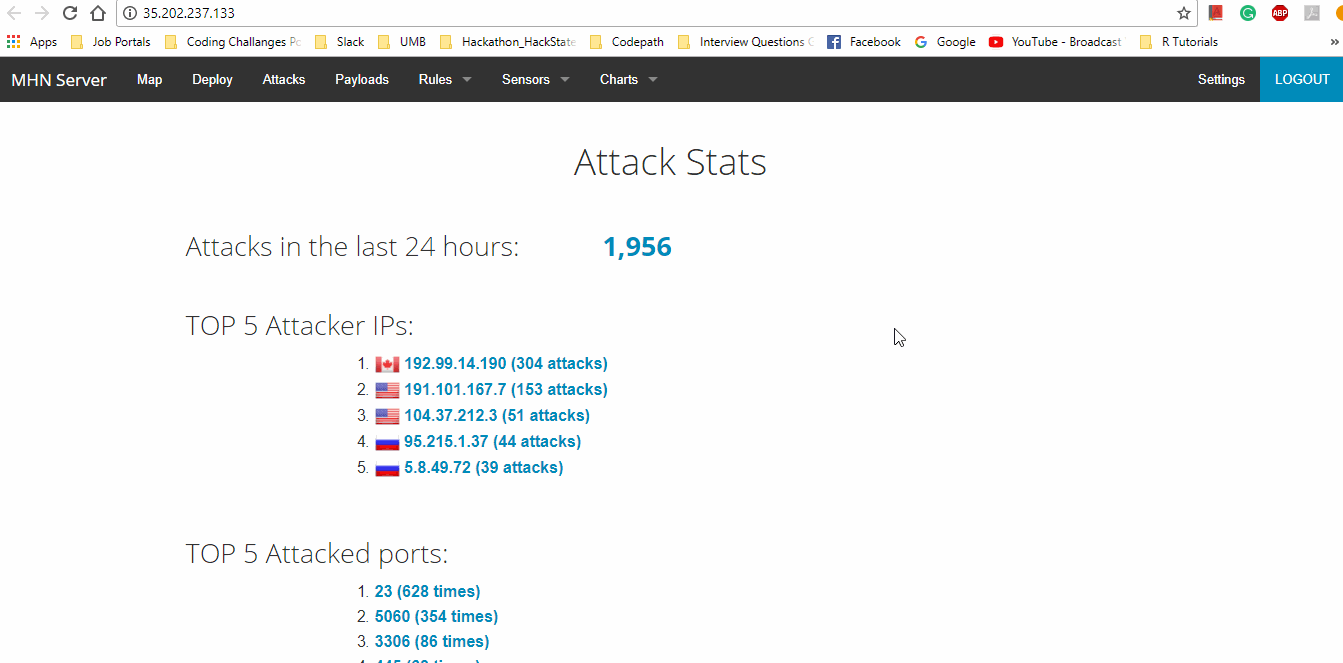 35.202.237.133
ABP
Apps Job Portals Coding Challanges Slack UMB Hackathon_HackState Codepath Interview Questions Facebook Google YouTube - Broadcast R Tutorials »
MHN Server Map Deploy Attacks Payloads Rules Sensors Charts Settings LOGOUT
Attack Stats
Attacks in the last 24 hours: 1,956
TOP 5 Attacker IPs:
1. 192.99.14.190 (304 attacks)
2. 191.101.167.7 (153 attacks)
3. 104.37.212.3 (51 attacks)
4. 95.215.1.37 (44 attacks)
5. 5.8.49.72 (39 attacks)
TOP 5 Attacked ports:
1. 23 (628 times)
2. 5060 (354 times)
3. 3306 (86 times)